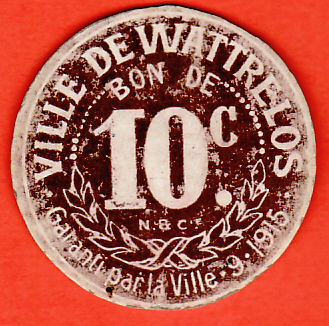 VILLE DE WATTRELOS
BON DE
10c.
N.B.C.
Garanti par la Ville · 9 · 1915